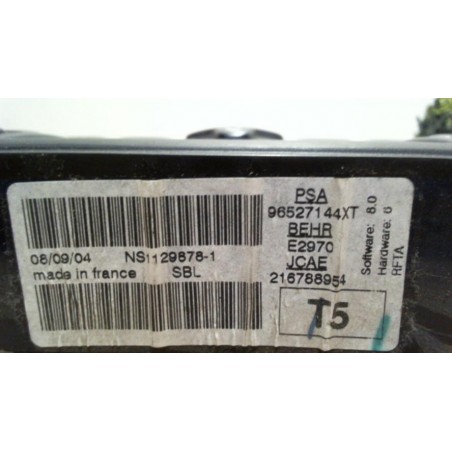 08/09/04 NS1129878-1
made in france SBL
PSA
96527144XT
BEHR
E2970
JCAE
216788954
T5
Software: 8.0
Hardware: 6
RFTA